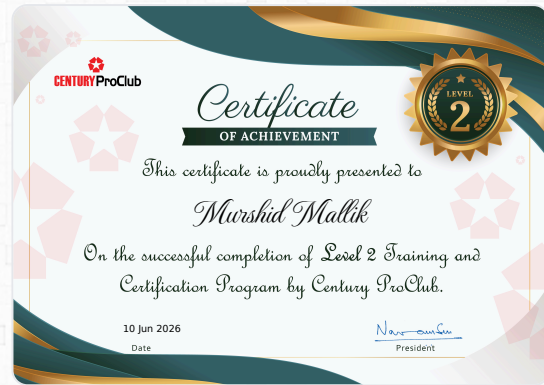 CENTURY ProClub
LEVEL
2
Certificate
OF ACHIEVEMENT
This certificate is proudly presented to
Murshid Mallik
On the successful completion of Level 2 Training and
Certification Program by Century ProClub.
10 Jun 2026
Date
President